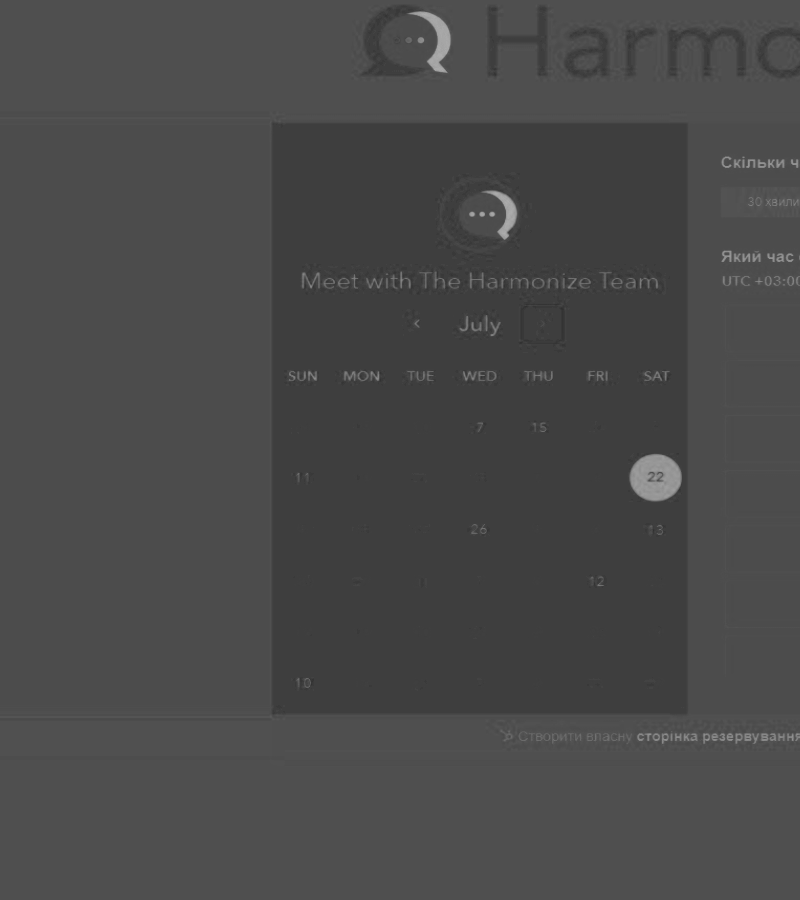 Harmo
Скільки ч
30 хвили
Meet with The Harmonize Team
Який час
UTC +03:00
‹ July ›
SUN MON TUE WED THU FRI SAT
7 15
11 22
26 13
12
10
Створити власну сторінка резервування